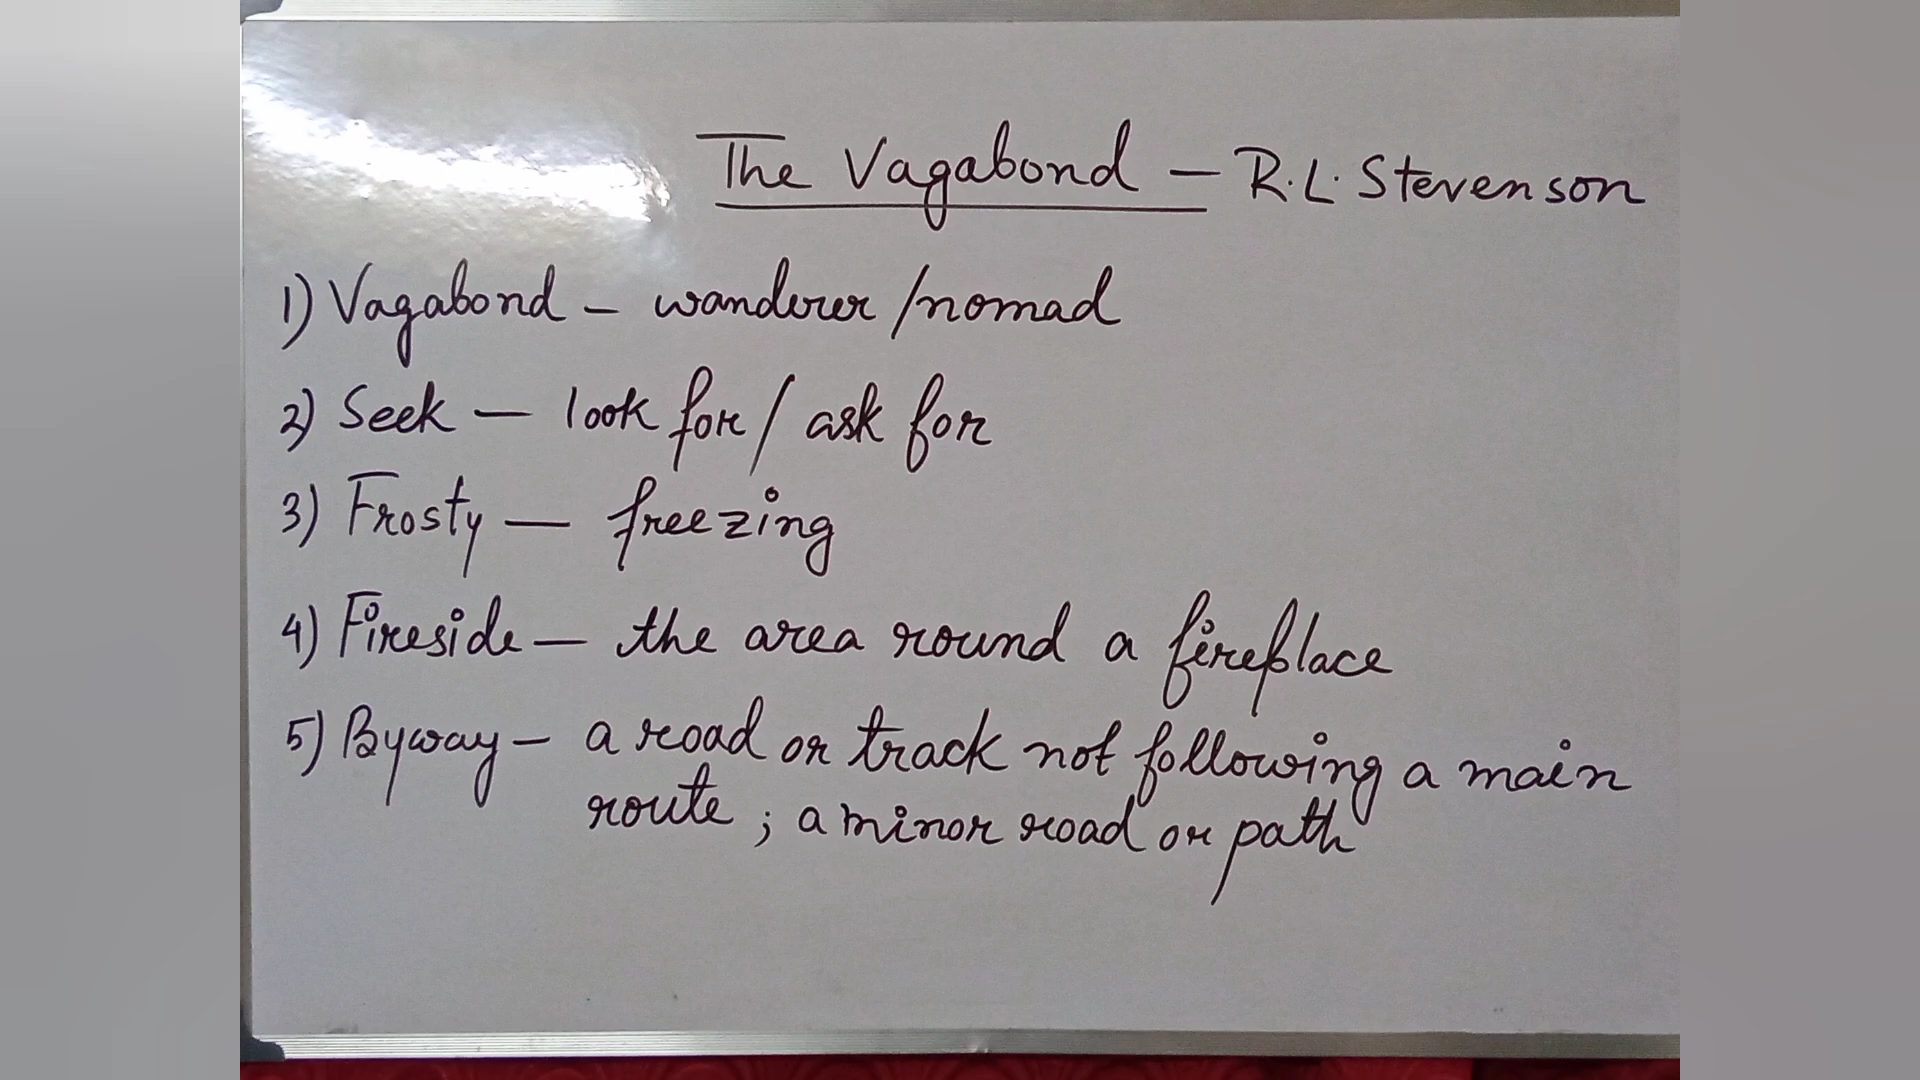 The Vagabond – R.L. Stevenson
1) Vagabond – wanderer /nomad
2) Seek – look for / ask for
3) Frosty – freezing
4) Fireside – the area round a fireplace
5) Byway – a road or track not following a main
route ; a minor road or path